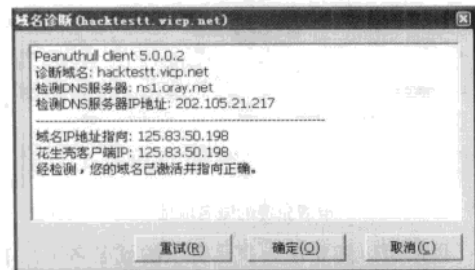 域名诊断(hacktestt.vicp.net)
Peanuthull client 5.0.0.2
诊断域名: hacktestt.vicp.net
检测DNS服务器: ns1.oray.net
检测DNS服务器IP地址: 202.105.21.217
域名IP地址指向: 125.83.50.198
花生壳客户端IP: 125.83.50.198
经检测，您的域名已激活并指向正确。
重试(R) 确定(O) 取消(C)